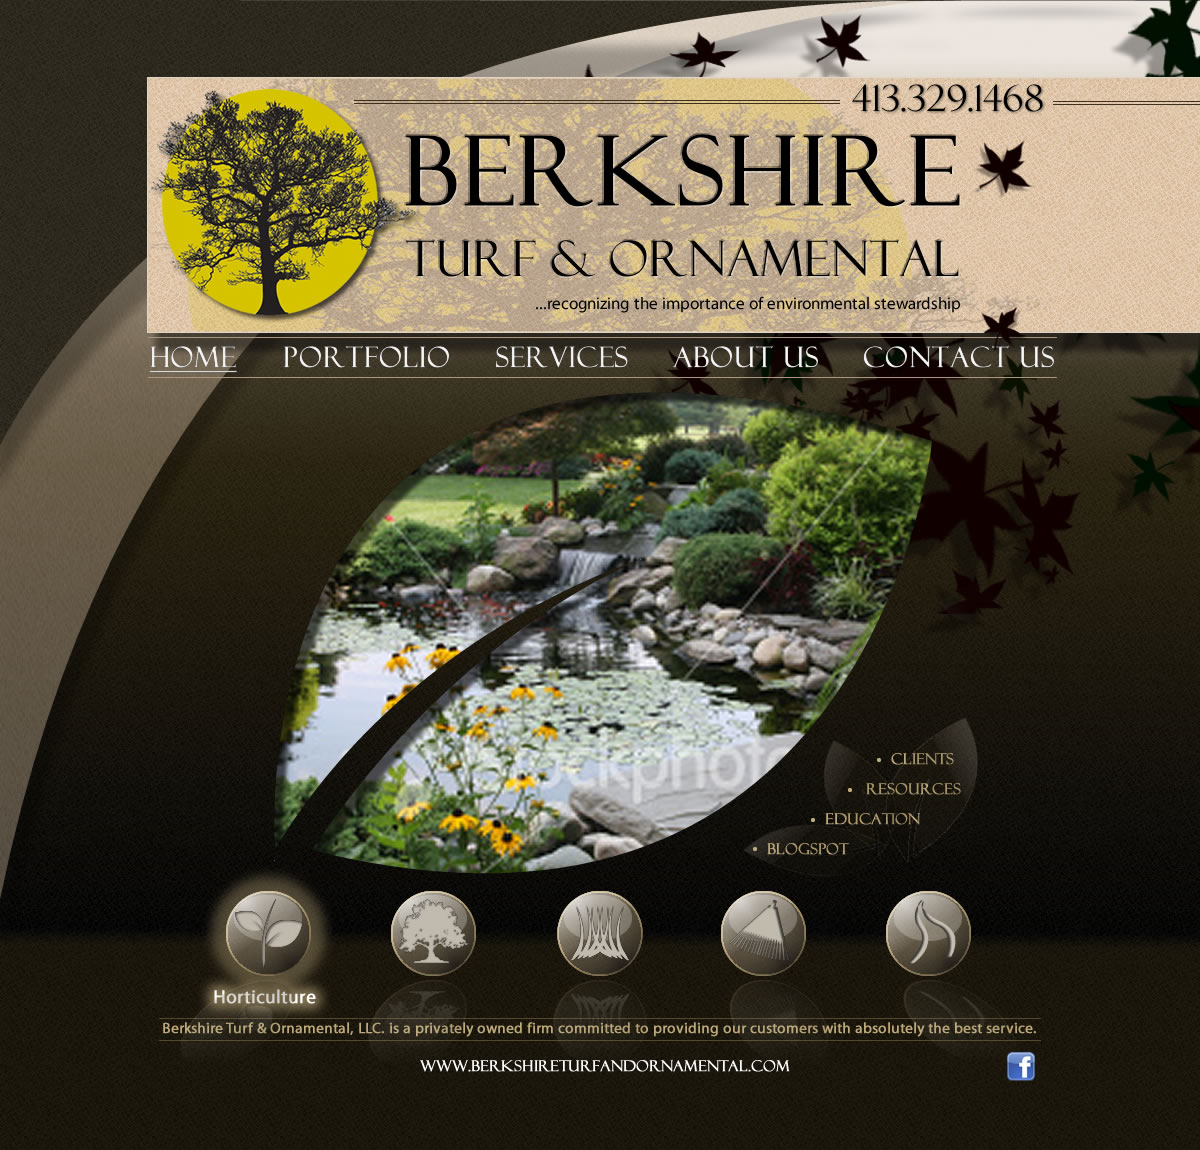 413.329.1468
BERKSHIRE
TURF & ORNAMENTAL
...recognizing the importance of environmental stewardship
HOME PORTFOLIO SERVICES ABOUT US CONTACT US
• CLIENTS
• RESOURCES
• EDUCATION
• BLOGSPOT
Horticulture
Berkshire Turf & Ornamental, LLC. is a privately owned firm committed to providing our customers with absolutely the best service.
WWW.BERKSHIRETURFANDORNAMENTAL.COM
f